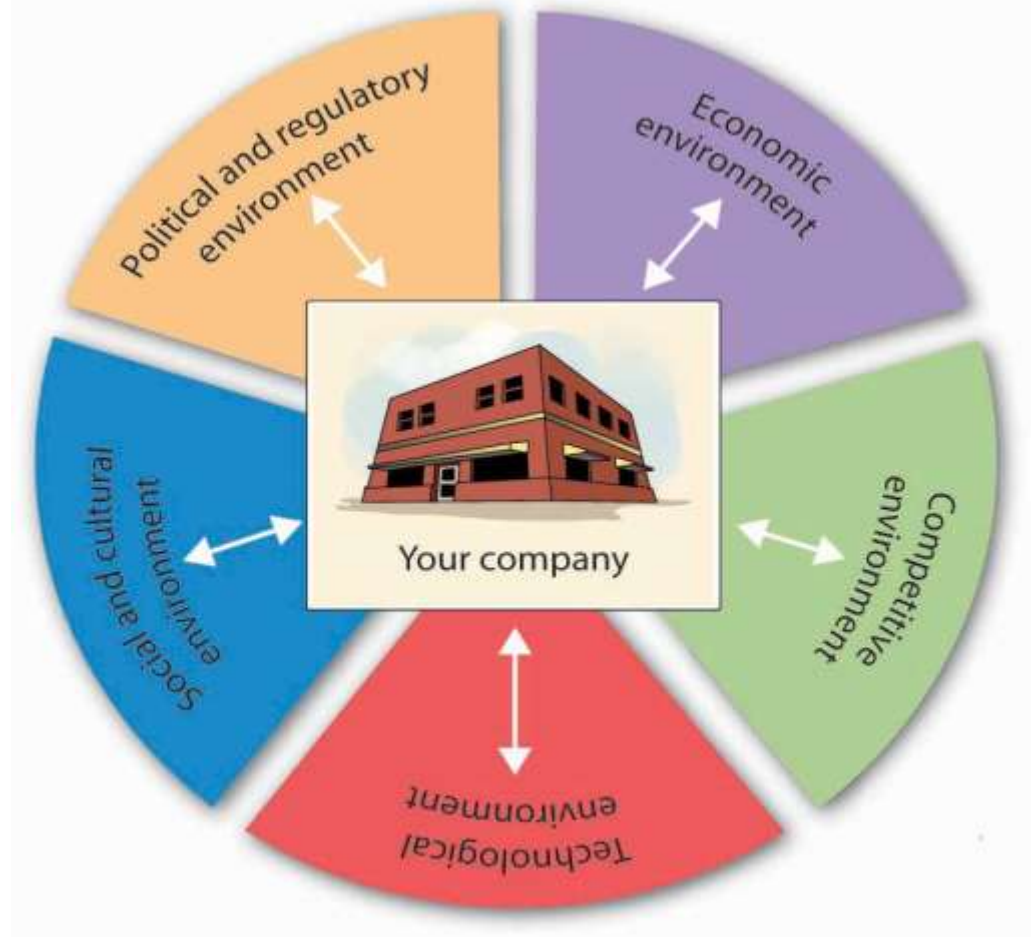 Political and regulatory
environment
Economic
environment
Competitive
environment
Technological
environment
Social and cultural
environment
Your company